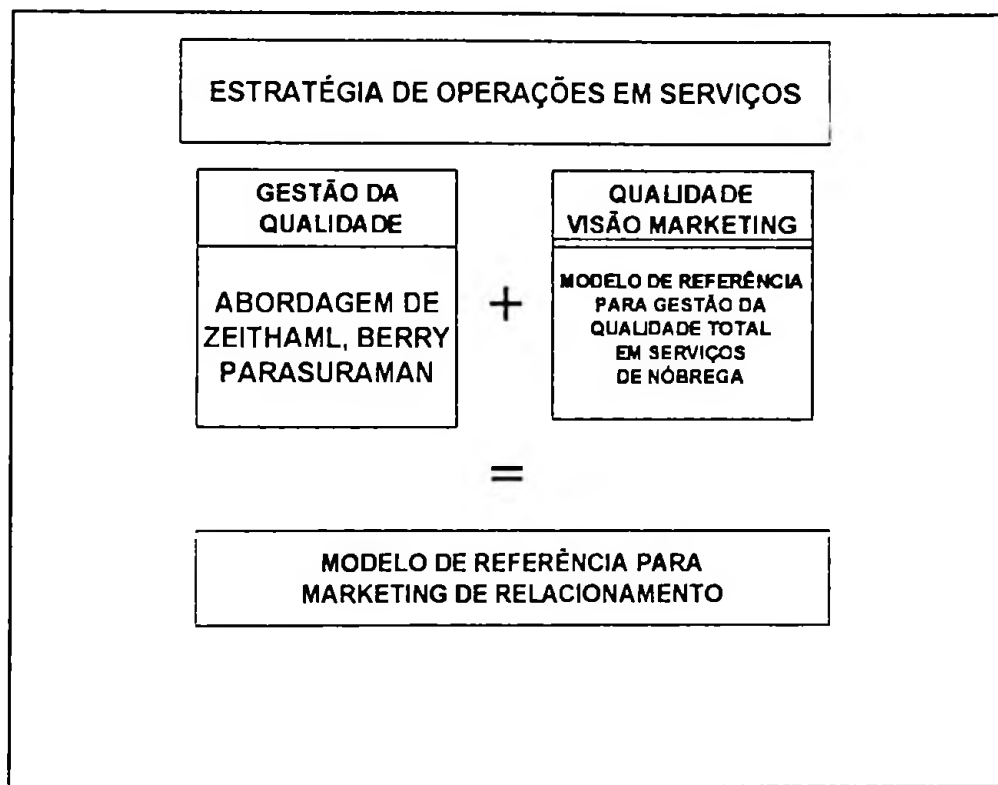 ESTRATÉGIA DE OPERAÇÕES EM SERVIÇOS
GESTÃO DA
QUALIDADE
ABORDAGEM DE
ZEITHAML, BERRY
PARASURAMAN
+
QUALIDADE
VISÃO MARKETING
MODELO DE REFERÊNCIA
PARA GESTÃO DA
QUALIDADE TOTAL
EM SERVIÇOS
DE NÓBREGA
=
MODELO DE REFERÊNCIA PARA
MARKETING DE RELACIONAMENTO